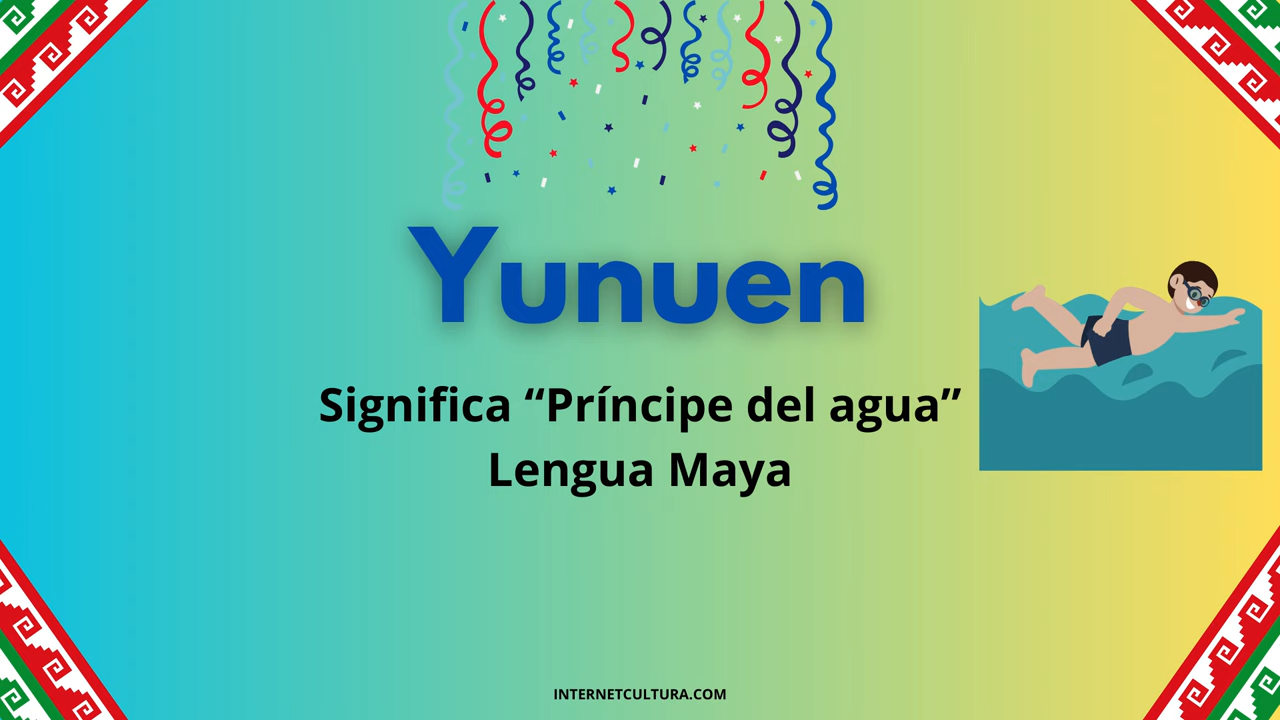 Yunuen
Significa “Príncipe del agua”
Lengua Maya
INTERNETCULTURA.COM